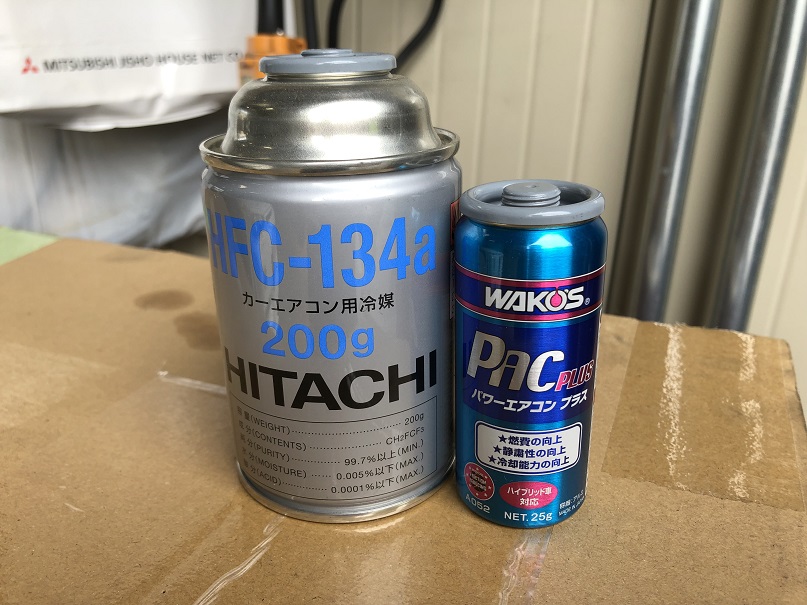 MITSUBISHI JISHO HOUSE NET CO
HFC-134a
カーエアコン用冷媒
200g
HITACHI
量(WEIGHT) 200g
(CONTENTS) CH2FCF3
(PURITY) 99.7%以上(MIN.)
(MOISTURE) 0.005%以下(MAX.)
(ACID) 0.0001%以下(MAX.)
WAKO'S®
PAC PLUS
パワーエアコン プラス
★燃費の向上
★静粛性の向上
★冷却能力の向上
ハイブリッド車
対応
A052
NET. 25g